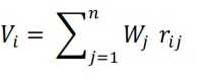 V_i = \sum_{j=1}^{n} W_j r_{ij}